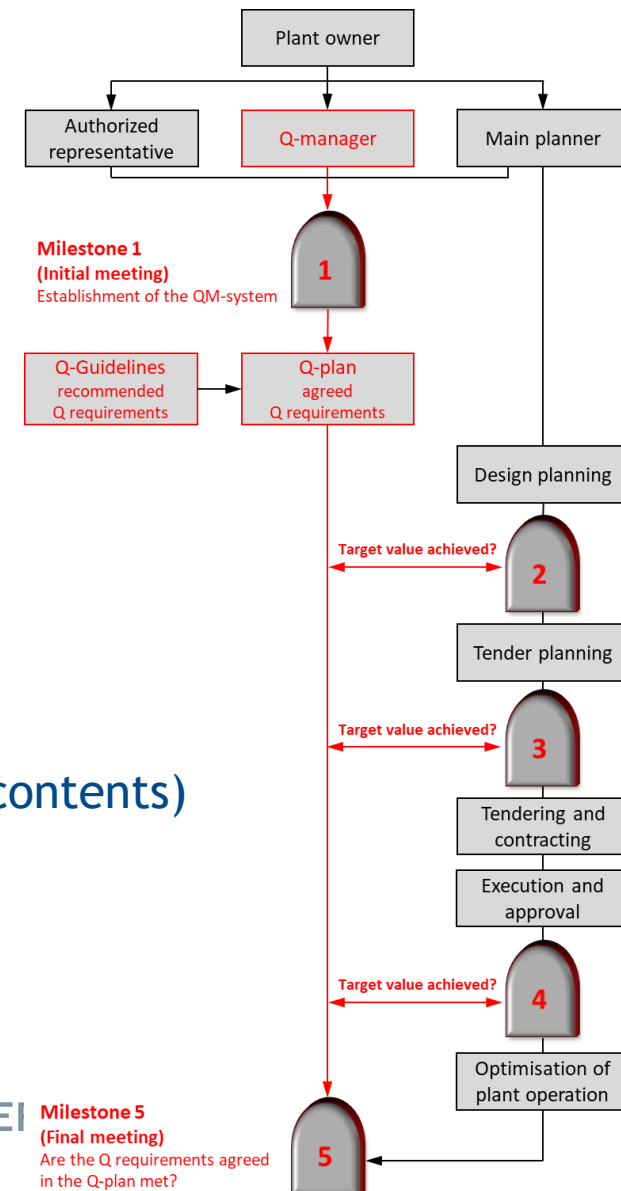 Plant owner
Authorized
representative
Q-manager
Main planner
Milestone 1
(Initial meeting)
Establishment of the QM-system
1
Q-Guidelines
recommended
Q requirements
Q-plan
agreed
Q requirements
Design planning
Target value achieved?
2
Tender planning
Target value achieved?
3
contents)
Tendering and
contracting
Execution and
approval
Target value achieved?
4
Optimisation of
plant operation
Milestone 5
(Final meeting)
Are the Q requirements agreed
in the Q-plan met?
5